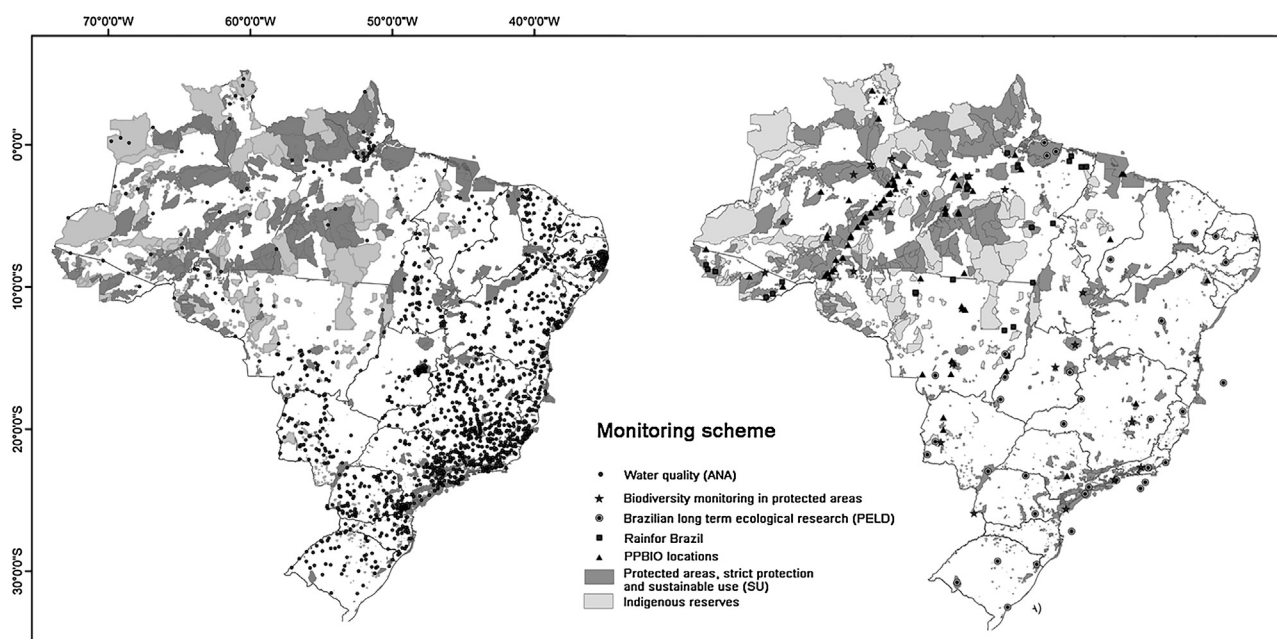 70°0'0"W 60°0'0"W 50°0'0"W 40°0'0"W
0°0'0"
10°0'0"S
20°0'0"S
30°0'0"S
Monitoring scheme
Water quality (ANA)
Biodiversity monitoring in protected areas
Brazilian long term ecological research (PELD)
Rainfor Brazil
PPBIO locations
Protected areas, strict protection
and sustainable use (SU)
Indigenous reserves
A)